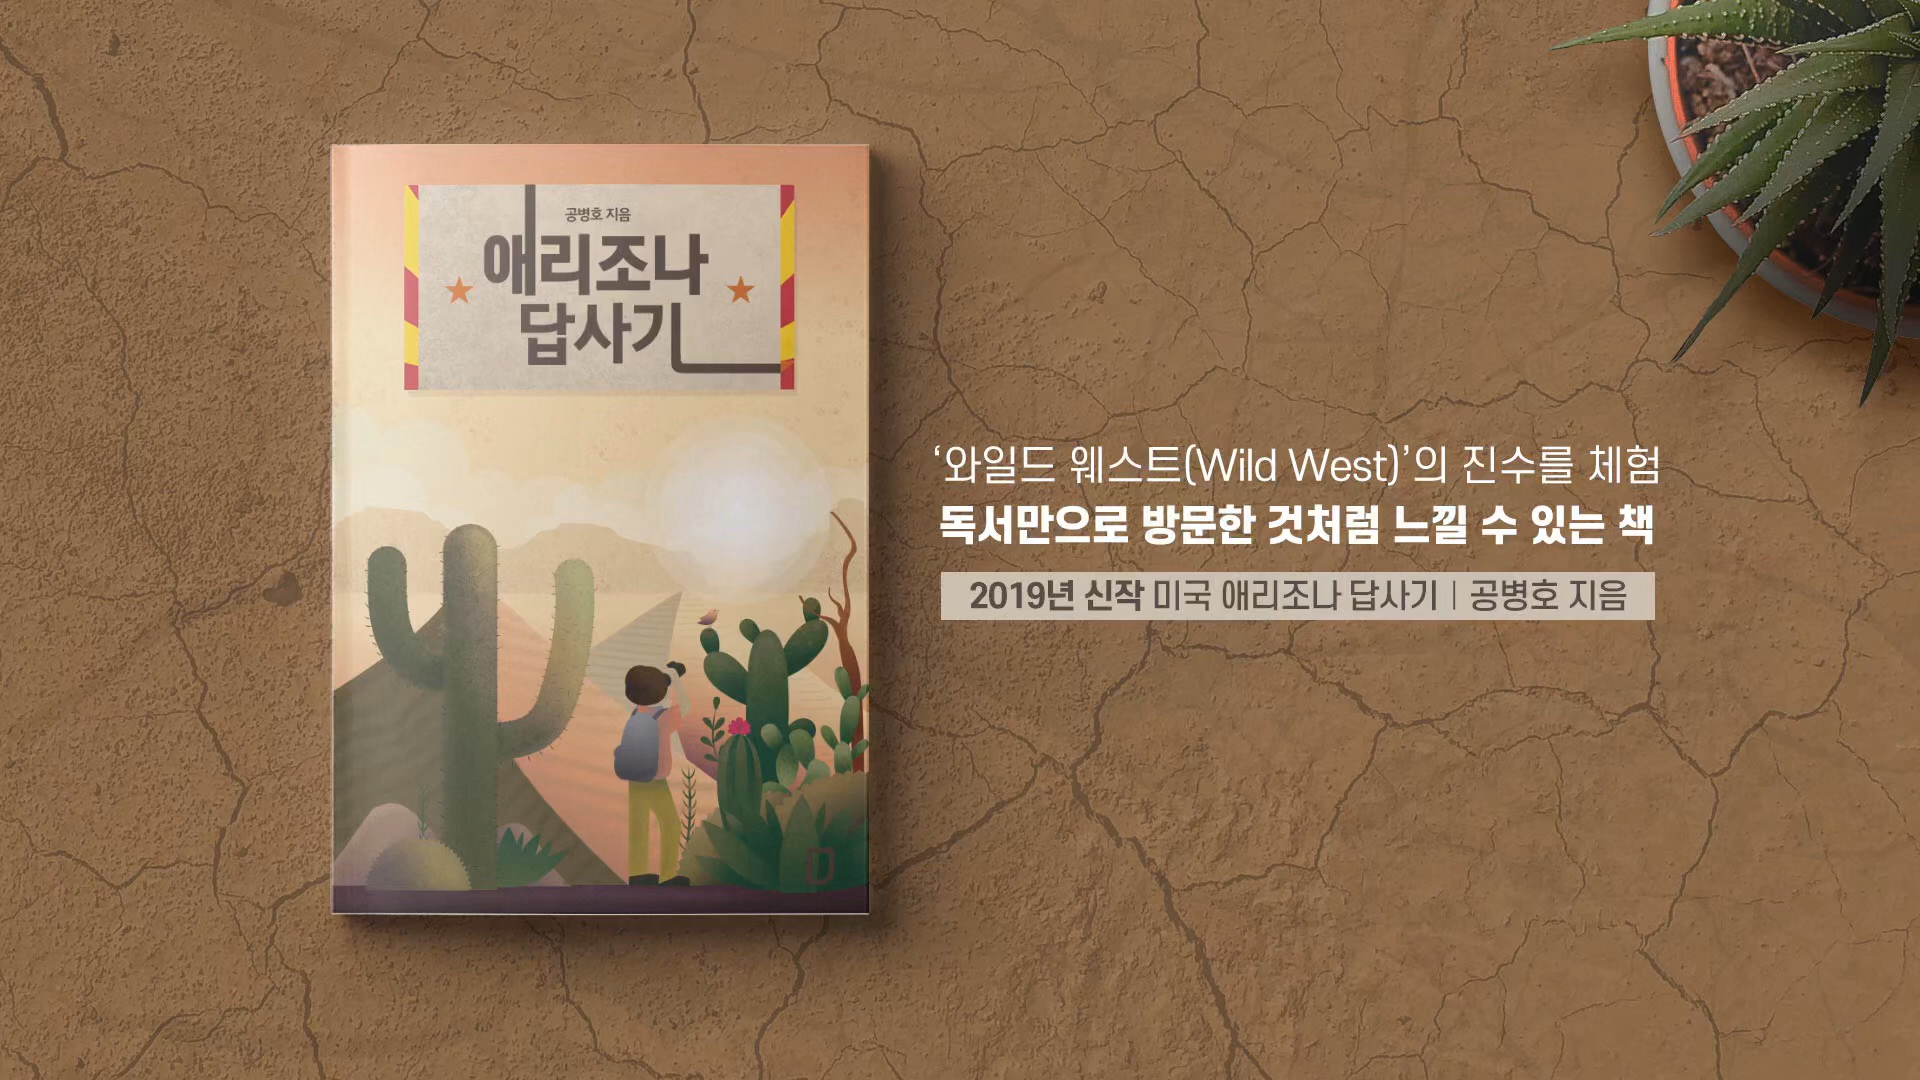 공병호 지음
애리조나
답사기
‘와일드 웨스트(Wild West)’의 진수를 체험
독서만으로 방문한 것처럼 느낄 수 있는 책
2019년 신작 미국 애리조나 답사기 | 공병호 지음